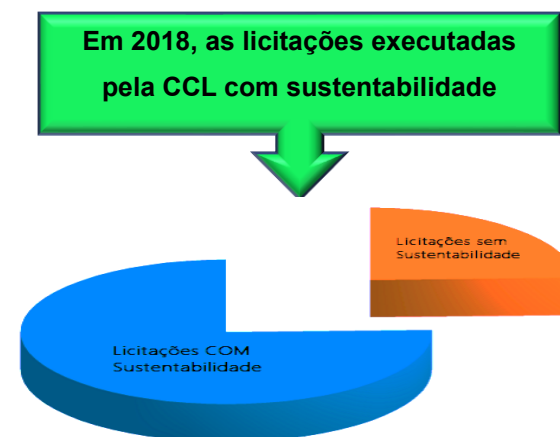 Em 2018, as licitações executadas
pela CCL com sustentabilidade
Licitações sem
Sustentabilidade
Licitações COM
Sustentabilidade